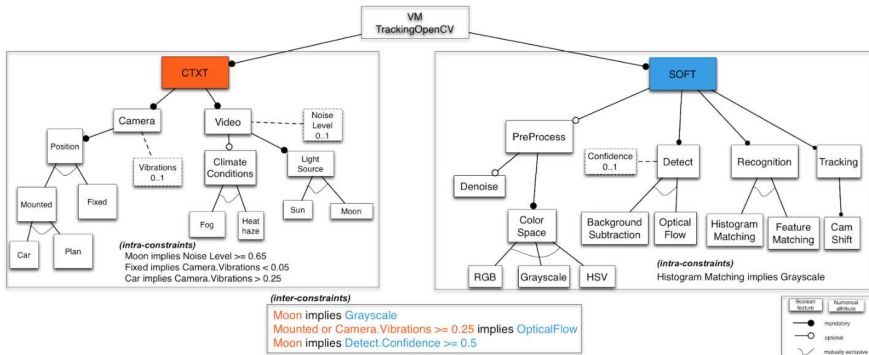 VM
TrackingOpenCV
CTXT
SOFT
Camera
Video
Noise
Level
0..1
Position
Vibrations
0..1
Climate
Conditions
Light
Source
Mounted
Fixed
Fog
Heat
haze
Sun
Moon
Car
Plan
(intra-constraints)
Moon implies Noise Level >= 0.65
Fixed implies Camera.Vibrations < 0.05
Car implies Camera.Vibrations > 0.25
PreProcess
Confidence
0..1
Detect
Recognition
Tracking
Denoise
Color
Space
Background
Subtraction
Optical
Flow
Histogram
Matching
Feature
Matching
Cam
Shift
RGB
Grayscale
HSV
(intra-constraints)
Histogram Matching implies Grayscale
(inter-constraints)
Moon implies Grayscale
Mounted or Camera.Vibrations >= 0.25 implies OpticalFlow
Moon implies Detect.Confidence >= 0.5
Boolean
feature
Numerical
attribute
mandatory
optional
mutually exclusive